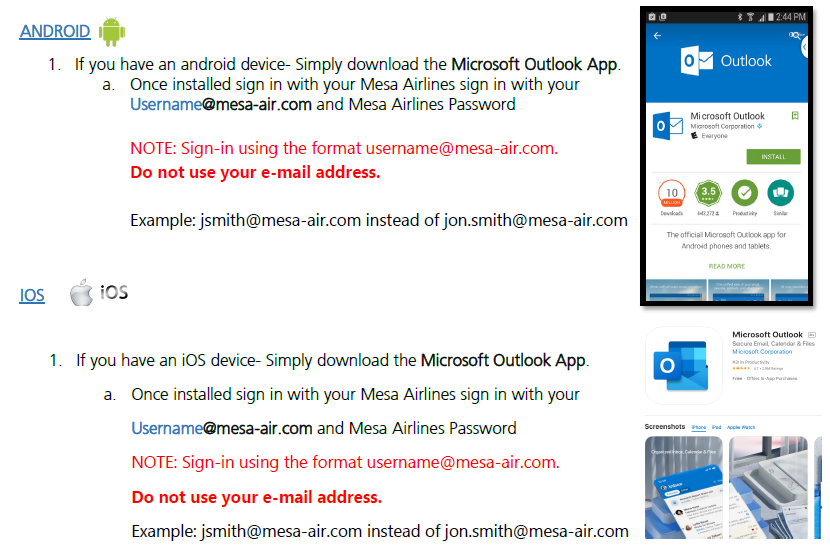 ANDROID
1. If you have an android device- Simply download the Microsoft Outlook App.
a. Once installed sign in with your Mesa Airlines sign in with your
Username@mesa-air.com and Mesa Airlines Password
NOTE: Sign-in using the format username@mesa-air.com.
Do not use your e-mail address.
Example: jsmith@mesa-air.com instead of jon.smith@mesa-air.com
2:44 PM
Outlook
Microsoft Outlook
Microsoft Corporation
Everyone
INSTALL
10
MILLIONS
3.5
Downloads
Productivity
Similar
The official Microsoft Outlook app for
Android phones and tablets.
READ MORE
IOS
iOS
1. If you have an iOS device- Simply download the Microsoft Outlook App.
a. Once installed sign in with your Mesa Airlines sign in with your
Username@mesa-air.com and Mesa Airlines Password
NOTE: Sign-in using the format username@mesa-air.com.
Do not use your e-mail address.
Example: jsmith@mesa-air.com instead of jon.smith@mesa-air.com
Microsoft Outlook
Secure Email, Calendar & Files
Microsoft Corporation
Free · Offers In-App Purchases
Screenshots iPhone iPad Apple Watch
Organized Inbox, Calendar & Files